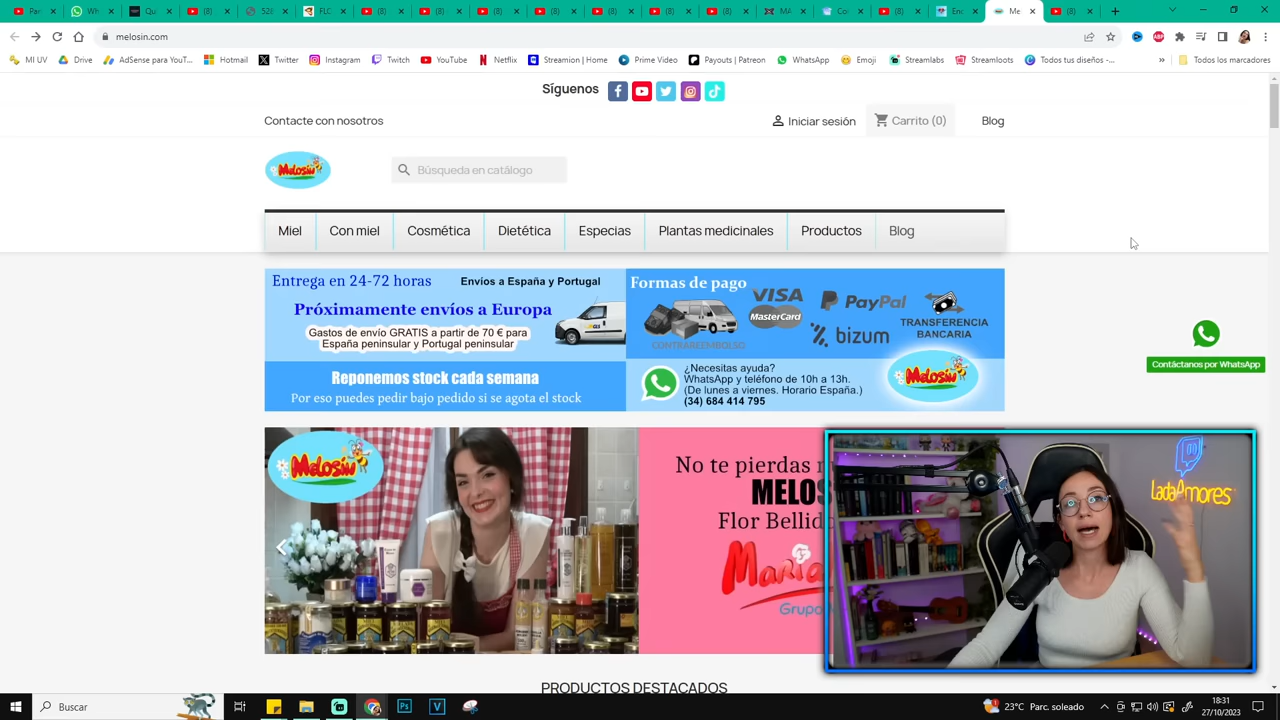 melosin.com
MI UV
Drive
AdSense para YouT...
Hotmail
Twitter
Instagram
Twitch
YouTube
Netflix
Streamion | Home
Prime Video
Payouts | Patreon
WhatsApp
Emoji
Streamlabs
Streamloots
Todos tus diseños -...
»
Todos los marcadores
Síguenos
Contacte con nosotros
Iniciar sesión
Carrito (0)
Blog
Melosin
Búsqueda en catálogo
Miel
Con miel
Cosmética
Dietética
Especias
Plantas medicinales
Productos
Blog
Entrega en 24-72 horas
Envíos a España y Portugal
Próximamente envíos a Europa
Gastos de envío GRATIS a partir de 70 € para
España peninsular y Portugal peninsular
Reponemos stock cada semana
Por eso puedes pedir bajo pedido si se agota el stock
Formas de pago
CONTRAREEMBOLSO
VISA
MasterCard
PayPal
bizum
TRANSFERENCIA
BANCARIA
¿Necesitas ayuda?
WhatsApp y teléfono de 10h a 13h.
(De lunes a viernes. Horario España.)
(34) 684 414 795
Melosin
Contáctanos por WhatsApp
Melosin
No te pierdas
MELOS
Flor Bellid
Maria
Grupo
LadaAmores
PRODUCTOS DESTACADOS
Buscar
23°C Parc. soleado
18:31
27/10/2023